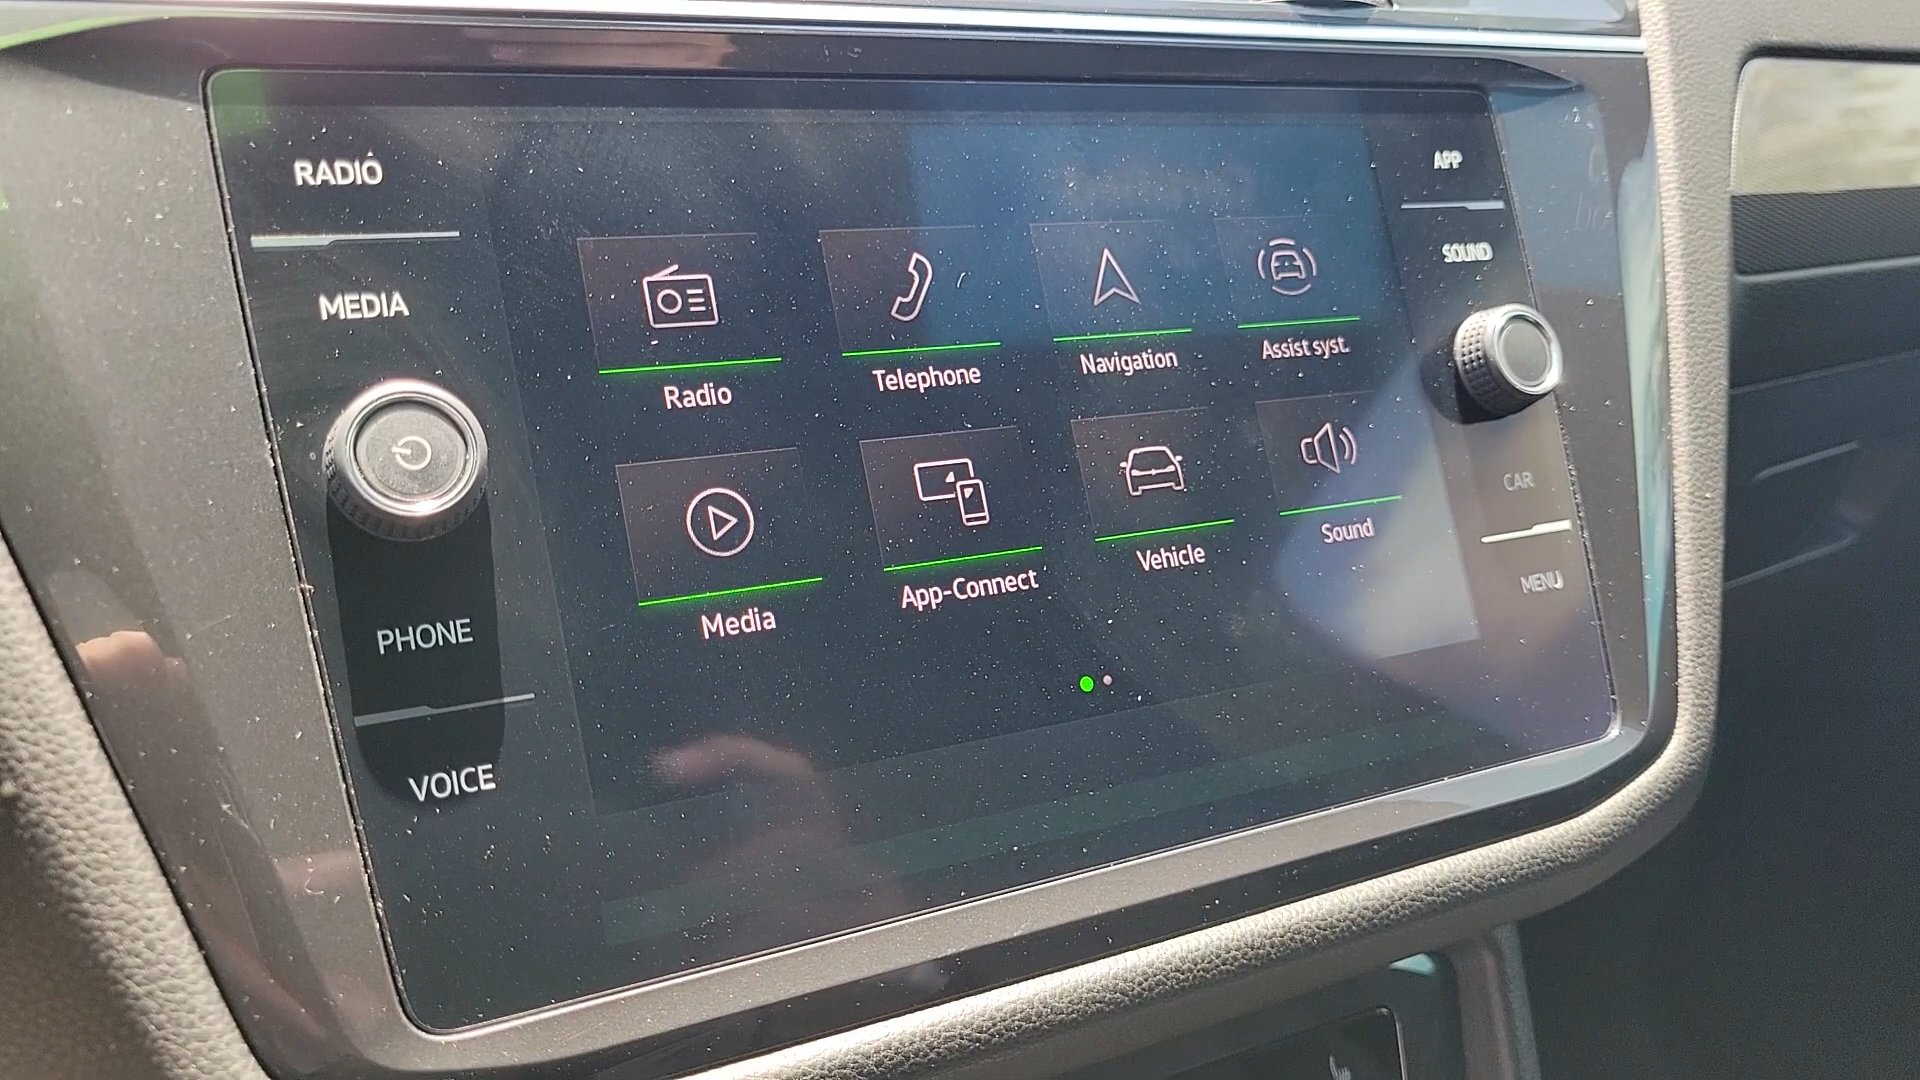 RADIO
MEDIA
PHONE
VOICE
Radio
Telephone
Navigation
Assist syst.
Media
App-Connect
Vehicle
Sound
APP
SOUND
CAR
MENU